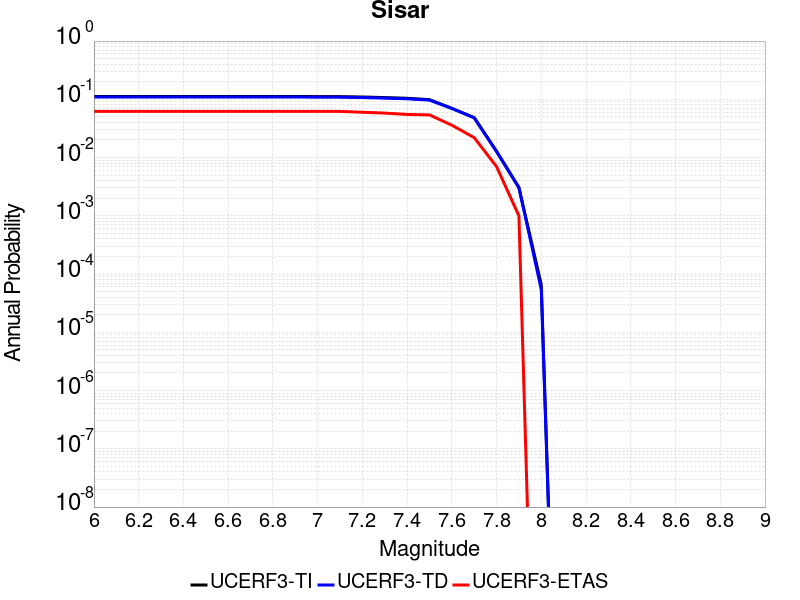 Sisar
10^0
10^-1
10^-2
10^-3
10^-4
10^-5
10^-6
10^-7
10^-8
Annual Probability
6 6.2 6.4 6.6 6.8 7 7.2 7.4 7.6 7.8 8 8.2 8.4 8.6 8.8 9
Magnitude
UCERF3-TI UCERF3-TD UCERF3-ETAS